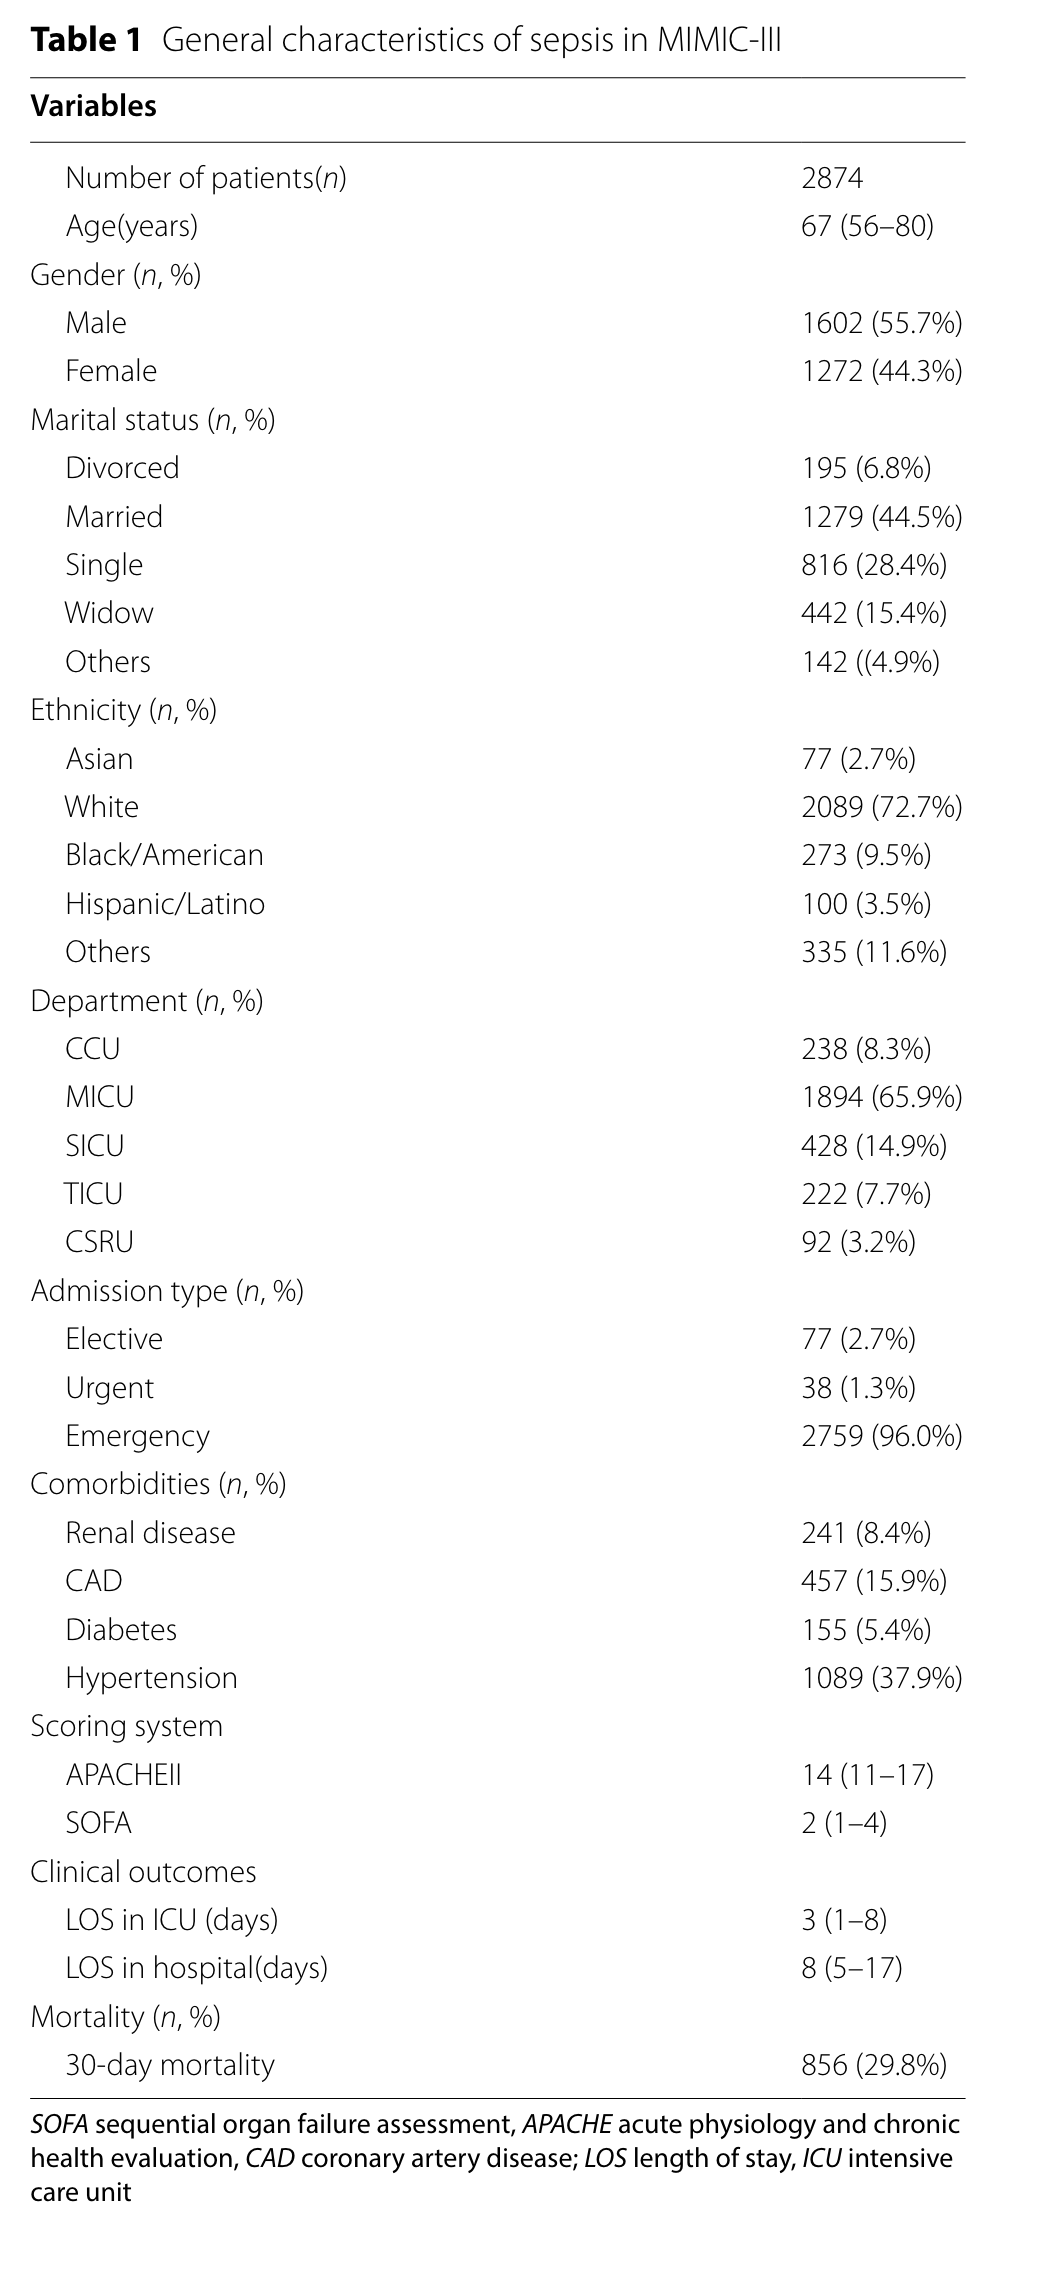 Table 1 General characteristics of sepsis in MIMIC-III
Variables
Number of patients(n) 2874
Age(years) 67 (56–80)
Gender (n, %)
Male 1602 (55.7%)
Female 1272 (44.3%)
Marital status (n, %)
Divorced 195 (6.8%)
Married 1279 (44.5%)
Single 816 (28.4%)
Widow 442 (15.4%)
Others 142 ((4.9%)
Ethnicity (n, %)
Asian 77 (2.7%)
White 2089 (72.7%)
Black/American 273 (9.5%)
Hispanic/Latino 100 (3.5%)
Others 335 (11.6%)
Department (n, %)
CCU 238 (8.3%)
MICU 1894 (65.9%)
SICU 428 (14.9%)
TICU 222 (7.7%)
CSRU 92 (3.2%)
Admission type (n, %)
Elective 77 (2.7%)
Urgent 38 (1.3%)
Emergency 2759 (96.0%)
Comorbidities (n, %)
Renal disease 241 (8.4%)
CAD 457 (15.9%)
Diabetes 155 (5.4%)
Hypertension 1089 (37.9%)
Scoring system
APACHEII 14 (11–17)
SOFA 2 (1–4)
Clinical outcomes
LOS in ICU (days) 3 (1–8)
LOS in hospital(days) 8 (5–17)
Mortality (n, %)
30-day mortality 856 (29.8%)
SOFA sequential organ failure assessment, APACHE acute physiology and chronic
health evaluation, CAD coronary artery disease; LOS length of stay, ICU intensive
care unit